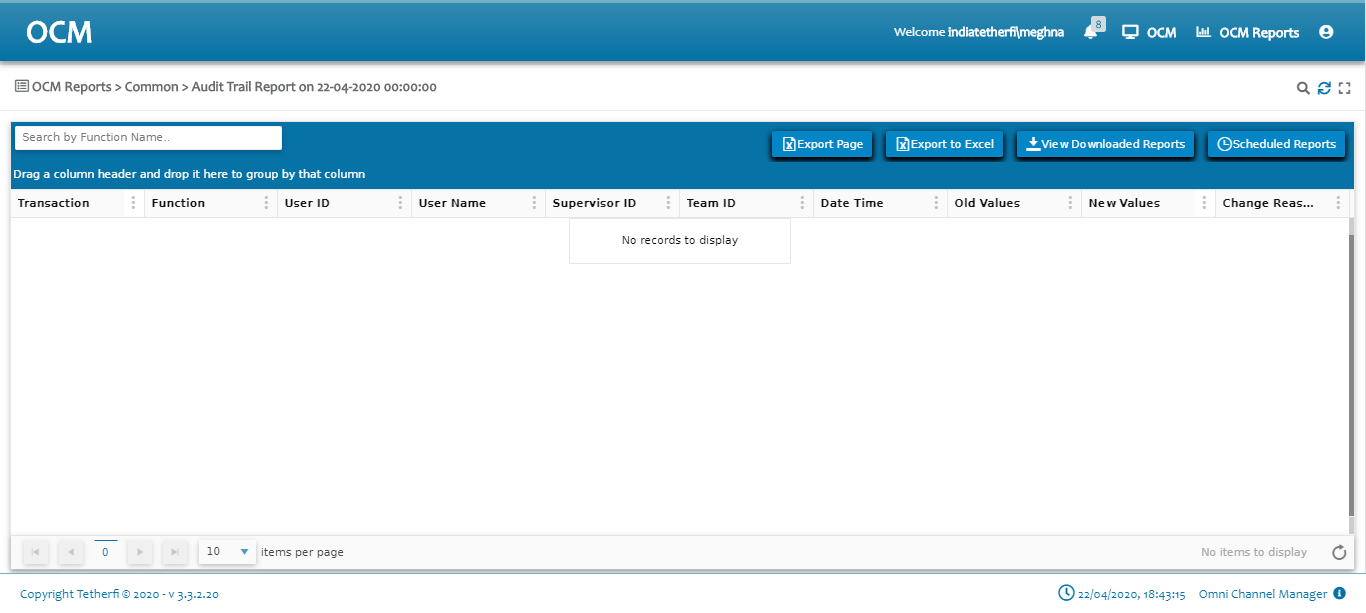 OCM
Welcome indiatetherfi\meghna 8 OCM OCM Reports
OCM Reports > Common > Audit Trail Report on 22-04-2020 00:00:00
Search by Function Name..
Export Page Export to Excel View Downloaded Reports Scheduled Reports
Drag a column header and drop it here to group by that column
Transaction Function User ID User Name Supervisor ID Team ID Date Time Old Values New Values Change Reas...
No records to display
0 10 items per page No items to display
Copyright Tetherfi © 2020 - v 3.3.2.20 22/04/2020, 18:43:15 Omni Channel Manager